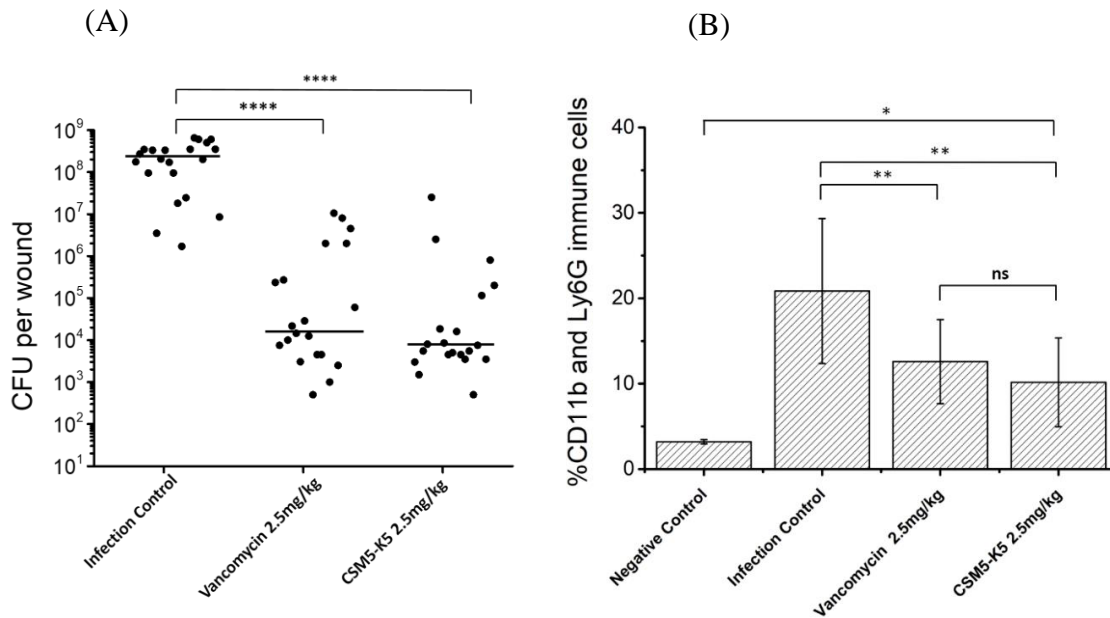 (A)
(B)
****
****
CFU per wound
10⁹
10⁸
10⁷
10⁶
10⁵
10⁴
10³
10²
10¹
Infection Control
Vancomycin 2.5mg/kg
CSM5-K5 2.5mg/kg
*
**
**
ns
%CD11b and Ly6G immune cells
40
30
20
10
0
Negative Control
Infection Control
Vancomycin 2.5mg/kg
CSM5-K5 2.5mg/kg